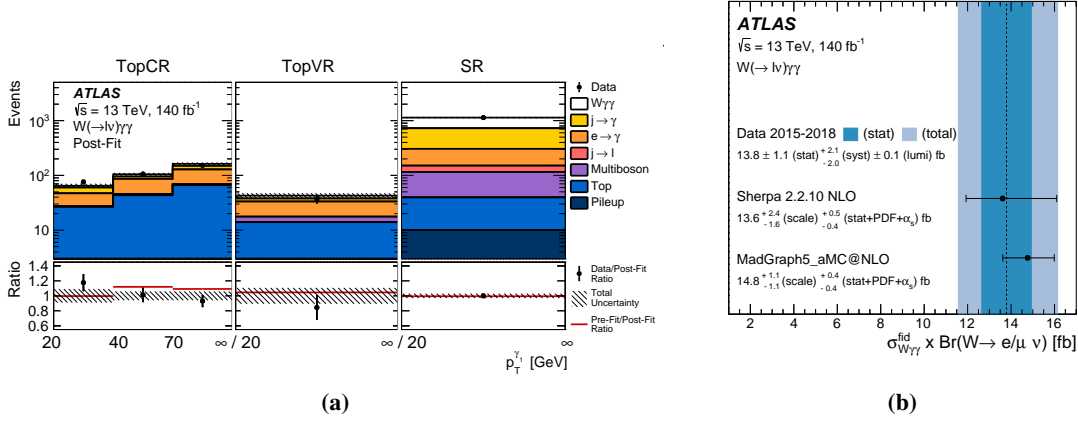 TopCR
TopVR
SR
Events
ATLAS
√s = 13 TeV, 140 fb⁻¹
W(→lν)γγ
Post-Fit
10³
10²
10
Data
Wγγ
j → γ
e → γ
j → l
Multiboson
Top
Pileup
Ratio
1.4
1.2
1.0
0.8
0.6
Data/Post-Fit
Ratio
Total
Uncertainty
Pre-Fit/Post-Fit
Ratio
20 40 70 ∞ / 20 ∞ / 20 ∞
p_T^γ₁ [GeV]
(a)
ATLAS
√s = 13 TeV, 140 fb⁻¹
W(→ lν)γγ
Data 2015-2018 (stat) (total)
13.8 ± 1.1 (stat) +2.1 -2.0 (syst) ± 0.1 (lumi) fb
Sherpa 2.2.10 NLO
13.6 +2.4 -1.6 (scale) +0.5 -0.4 (stat+PDF+αₛ) fb
MadGraph5_aMC@NLO
14.8 +1.1 -1.1 (scale) +0.4 -0.4 (stat+PDF+αₛ) fb
2 4 6 8 10 12 14 16
σ^fid_Wγγ x Br(W→ e/μ ν) [fb]
(b)